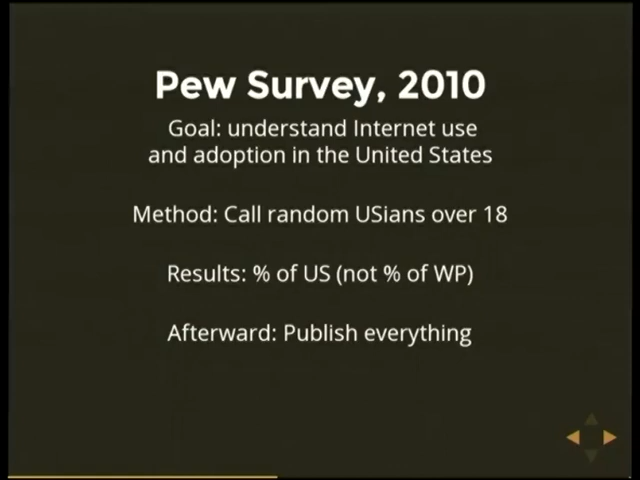 Pew Survey, 2010
Goal: understand Internet use
and adoption in the United States
Method: Call random USians over 18
Results: % of US (not % of WP)
Afterward: Publish everything